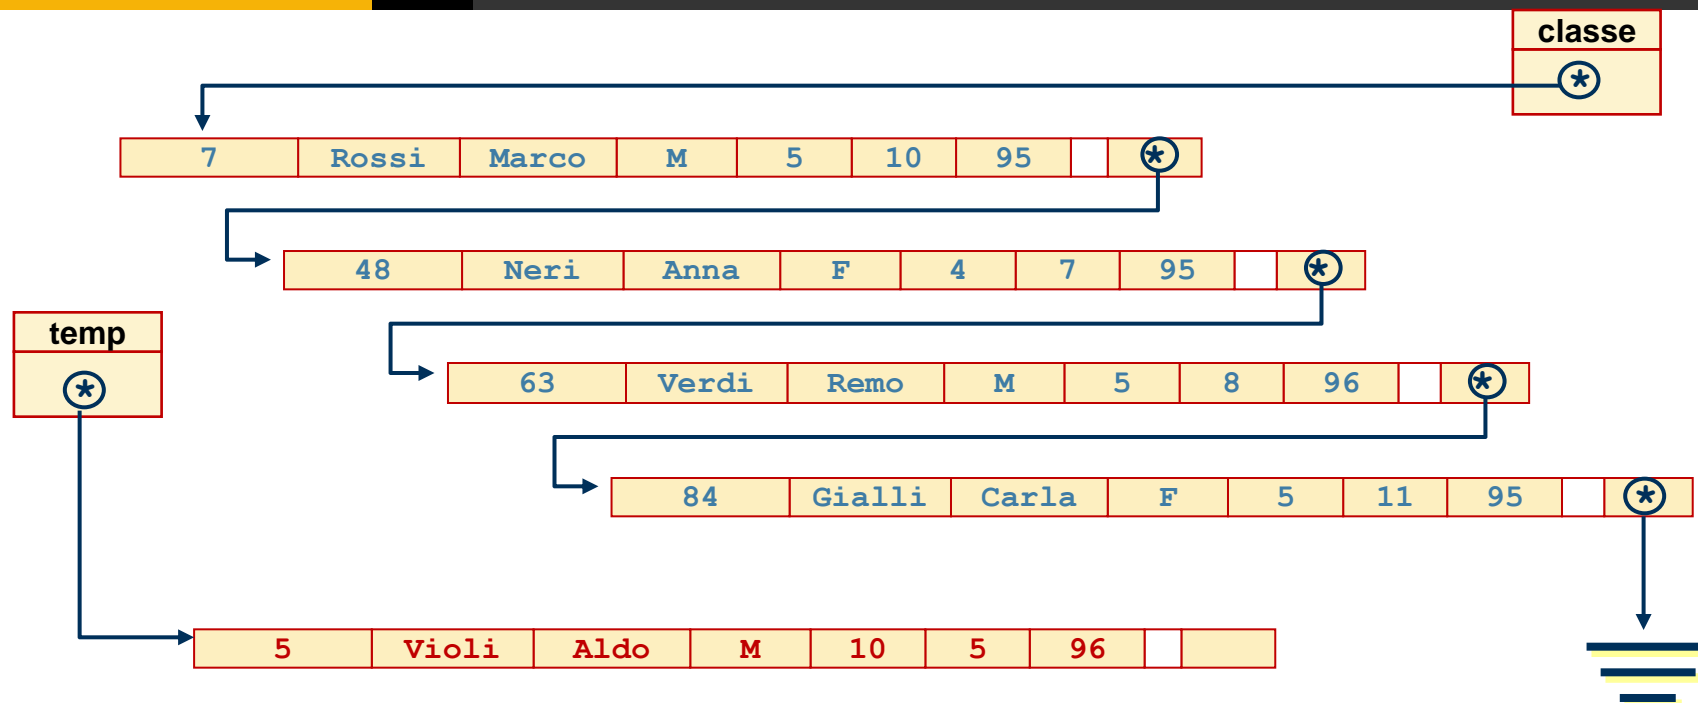 classe
*
7 Rossi Marco M 5 10 95 *
48 Neri Anna F 4 7 95 *
temp
*
63 Verdi Remo M 5 8 96 *
84 Gialli Carla F 5 11 95 *
5 Violi Aldo M 10 5 96